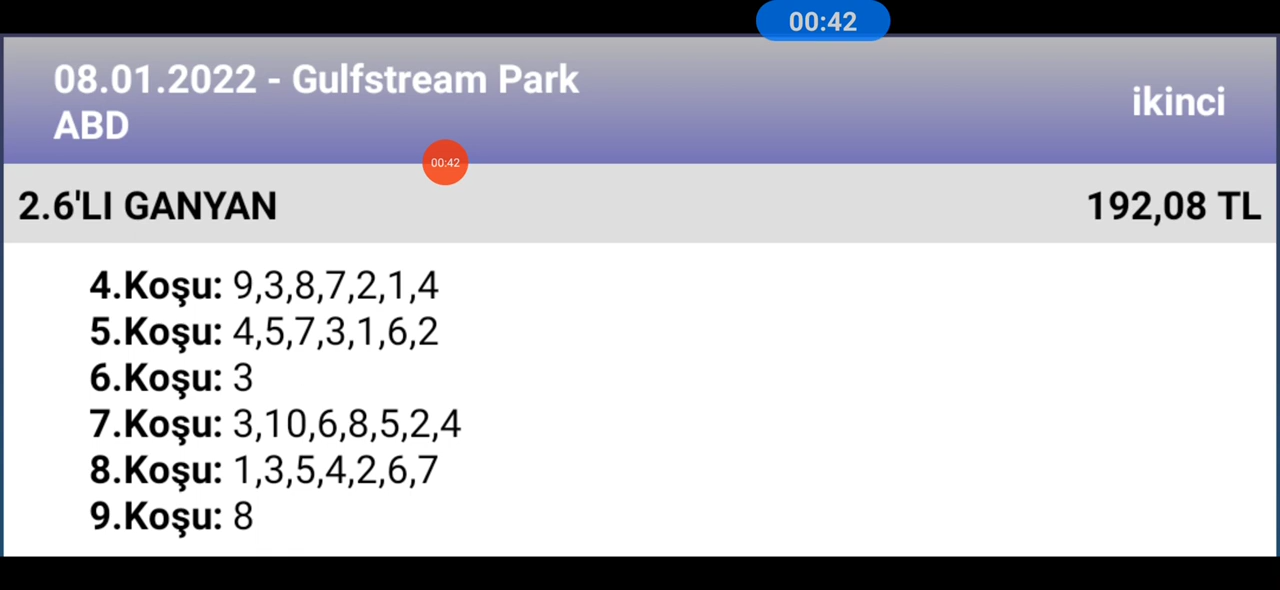 00:42
08.01.2022 - Gulfstream Park
ABD
ikinci
00:42
2.6'LI GANYAN
192,08 TL
4.Koşu: 9,3,8,7,2,1,4
5.Koşu: 4,5,7,3,1,6,2
6.Koşu: 3
7.Koşu: 3,10,6,8,5,2,4
8.Koşu: 1,3,5,4,2,6,7
9.Koşu: 8